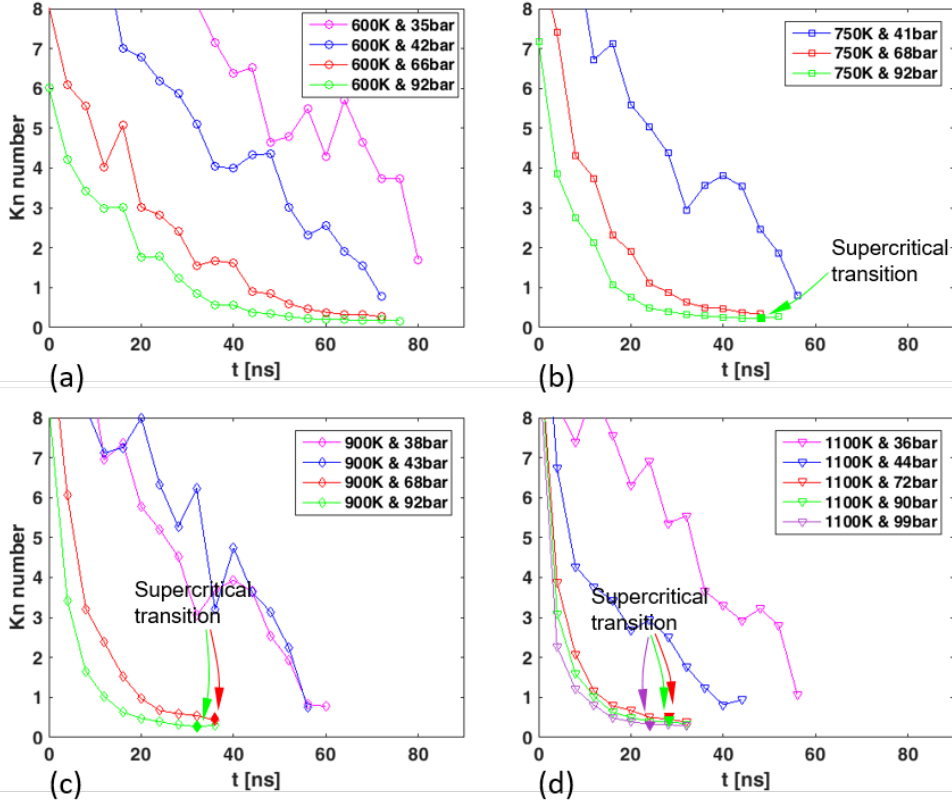 8
7
6
5
4
3
2
1
0
Kn number
0
20
40
60
80
t [ns]
(a)
600K & 35bar
600K & 42bar
600K & 66bar
600K & 92bar
8
7
6
5
4
3
2
1
0
0
20
40
60
80
t [ns]
(b)
750K & 41bar
750K & 68bar
750K & 92bar
Supercritical
transition
8
7
6
5
4
3
2
1
0
Kn number
0
20
40
60
80
t [ns]
(c)
900K & 38bar
900K & 43bar
900K & 68bar
900K & 92bar
Supercritical
transition
8
7
6
5
4
3
2
1
0
0
20
40
60
80
t [ns]
(d)
1100K & 36bar
1100K & 44bar
1100K & 72bar
1100K & 90bar
1100K & 99bar
Supercritical
transition